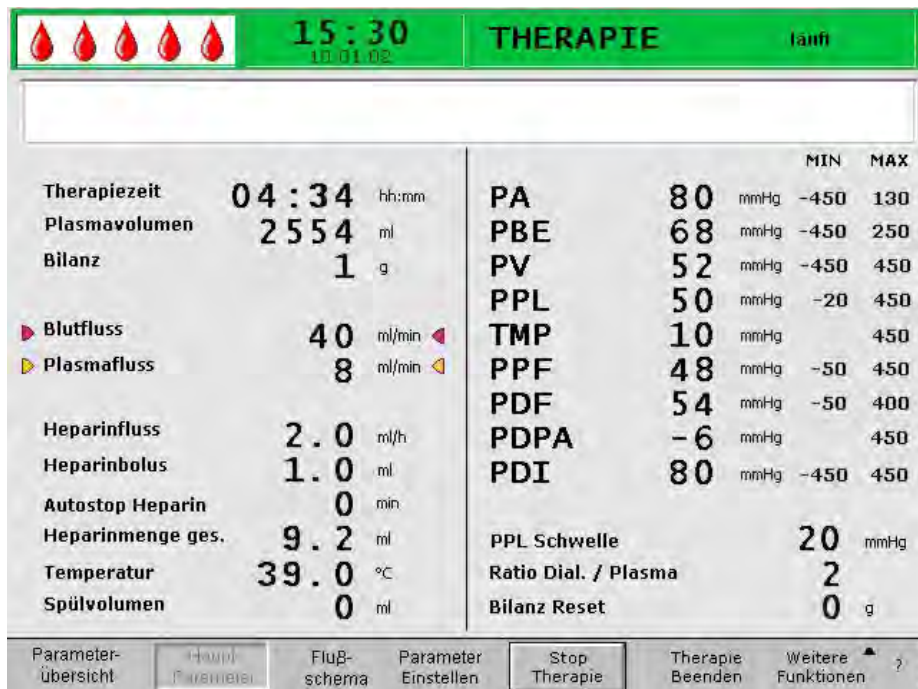 15:30 THERAPIE läuft
10.01.02
MIN MAX
Therapiezeit 04:34 hh:mm
Plasmavolumen 2554 ml
Bilanz 1 g
Blutfluss 40 ml/min
Plasmafluss 8 ml/min
Heparinfluss 2.0 ml/h
Heparinbolus 1.0 ml
Autostop Heparin 0 min
Heparinmenge ges. 9.2 ml
Temperatur 39.0 °C
Spülvolumen 0 ml
PA 80 mmHg -450 130
PBE 68 mmHg -450 250
PV 52 mmHg -450 450
PPL 50 mmHg -20 450
TMP 10 mmHg 450
PPF 48 mmHg -50 450
PDF 54 mmHg -50 400
PDPA -6 mmHg 450
PDI 80 mmHg -450 450
PPL Schwelle 20 mmHg
Ratio Dial. / Plasma 2
Bilanz Reset 0 g
Parameter-
übersicht
Haupt
Parameter
Fluß-
schema
Parameter
Einstellen
Stop
Therapie
Therapie
Beenden
Weitere
Funktionen
?